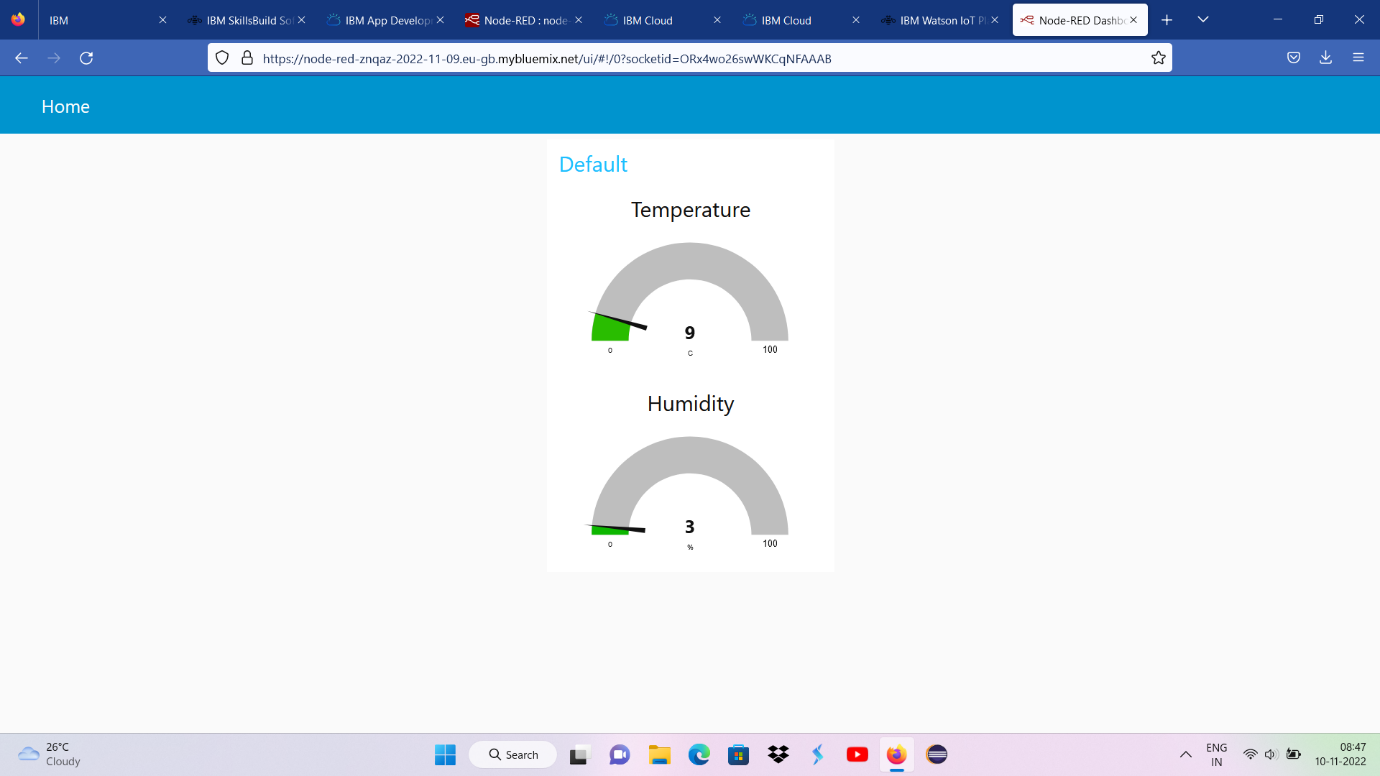 IBM
IBM SkillsBuild Sof
IBM App Develop
Node-RED : node-
IBM Cloud
IBM Cloud
IBM Watson IoT Pl
Node-RED Dashbo
https://node-red-znqaz-2022-11-09.eu-gb.mybluemix.net/ui/#!/0?socketid=ORx4wo26swWKCqNFAAAB
Home
Default
Temperature
9
C
0
100
Humidity
3
%
0
100
26°C
Cloudy
Search
ENG
IN
08:47
10-11-2022